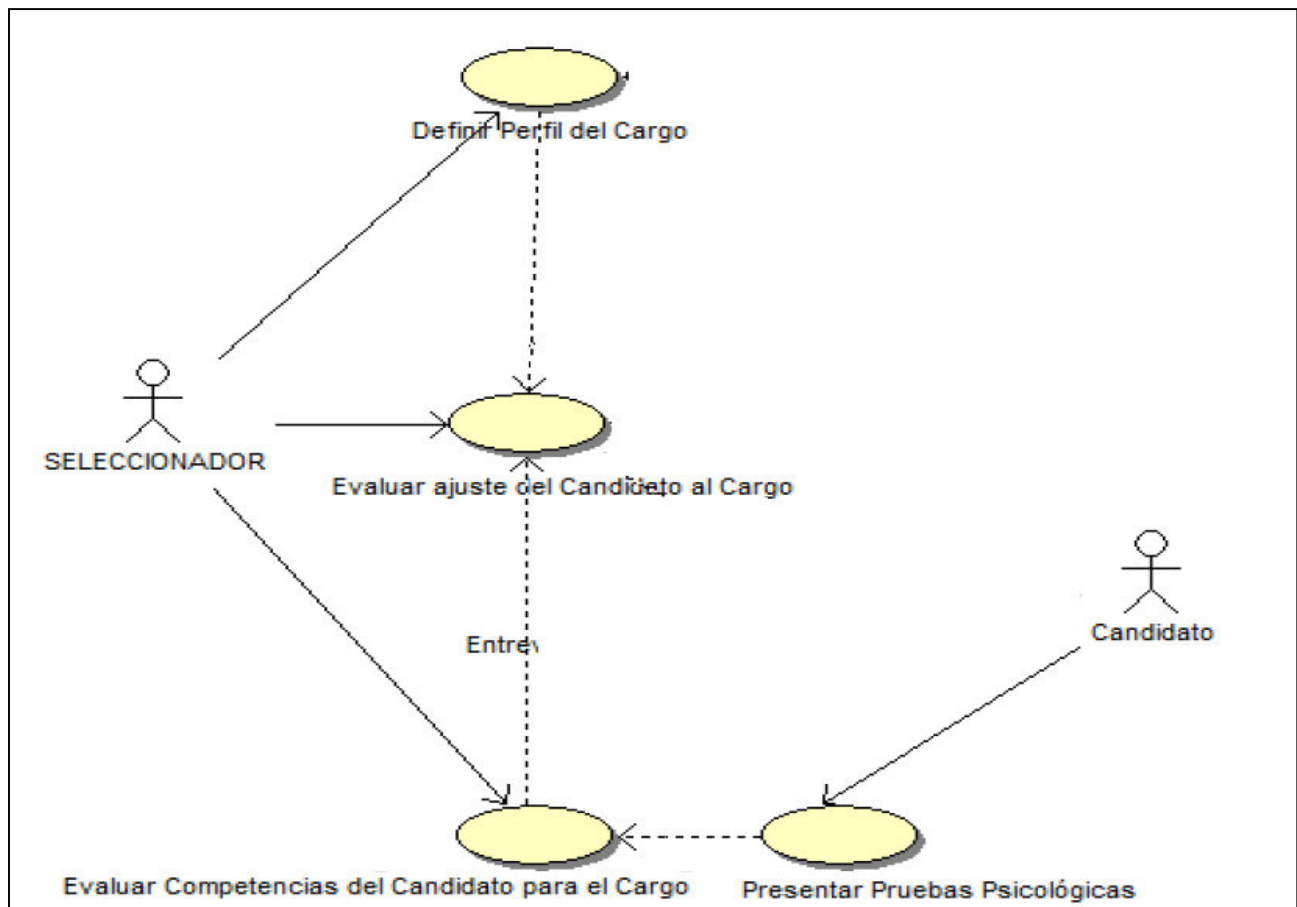 Definir Perfil del Cargo
SELECCIONADOR
Evaluar ajuste del Candidato al Cargo
Entrev
Candidato
Evaluar Competencias del Candidato para el Cargo
Presentar Pruebas Psicológicas